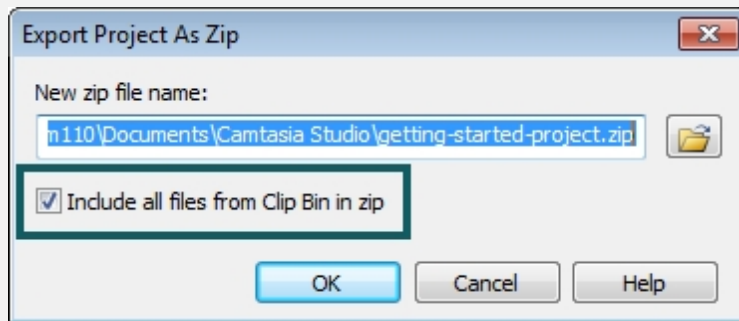 Export Project As Zip
New zip file name:
m110\Documents\Camtasia Studio\getting-started-project.zip
Include all files from Clip Bin in zip
OK Cancel Help